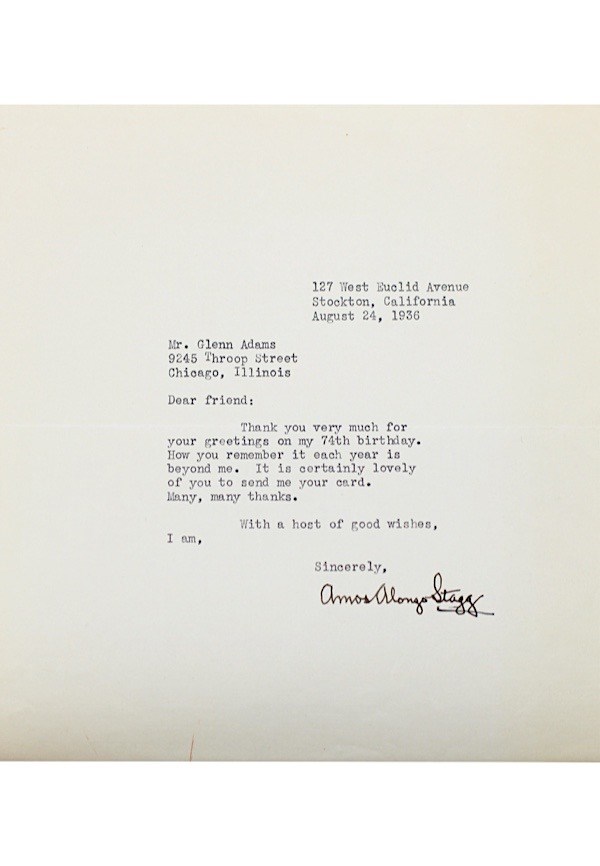 127 West Euclid Avenue
Stockton, California
August 24, 1936
Mr. Glenn Adams
9245 Throop Street
Chicago, Illinois
Dear friend:
Thank you very much for
your greetings on my 74th birthday.
How you remember it each year is
beyond me. It is certainly lovely
of you to send me your card.
Many, many thanks.
With a host of good wishes,
I am,
Sincerely,
Amos Alonzo Stagg